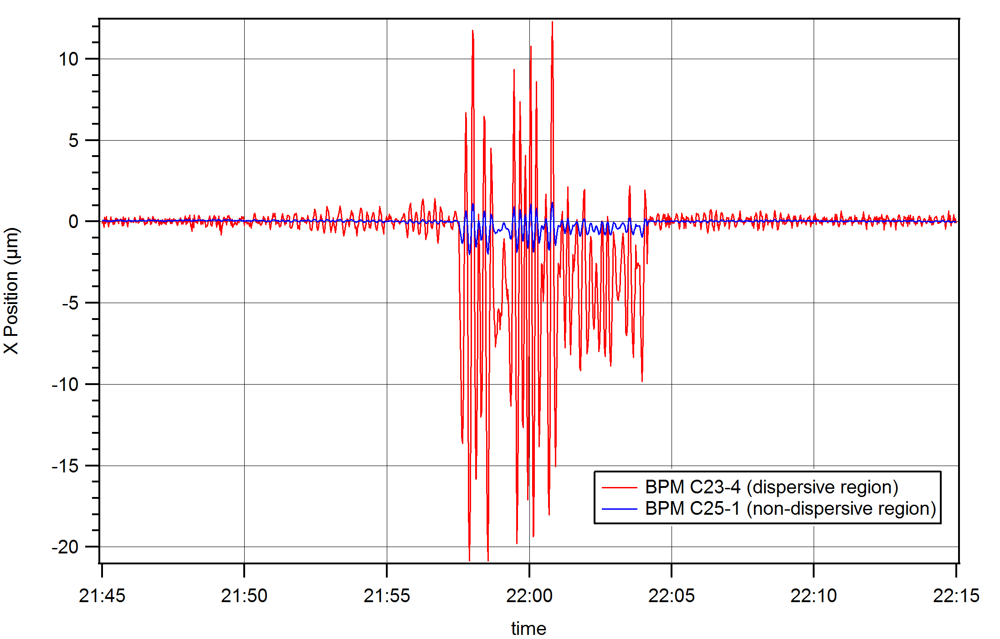 X Position (µm)
10
5
0
-5
-10
-15
-20
BPM C23-4 (dispersive region)
BPM C25-1 (non-dispersive region)
21:45 21:50 21:55 22:00 22:05 22:10 22:15
time